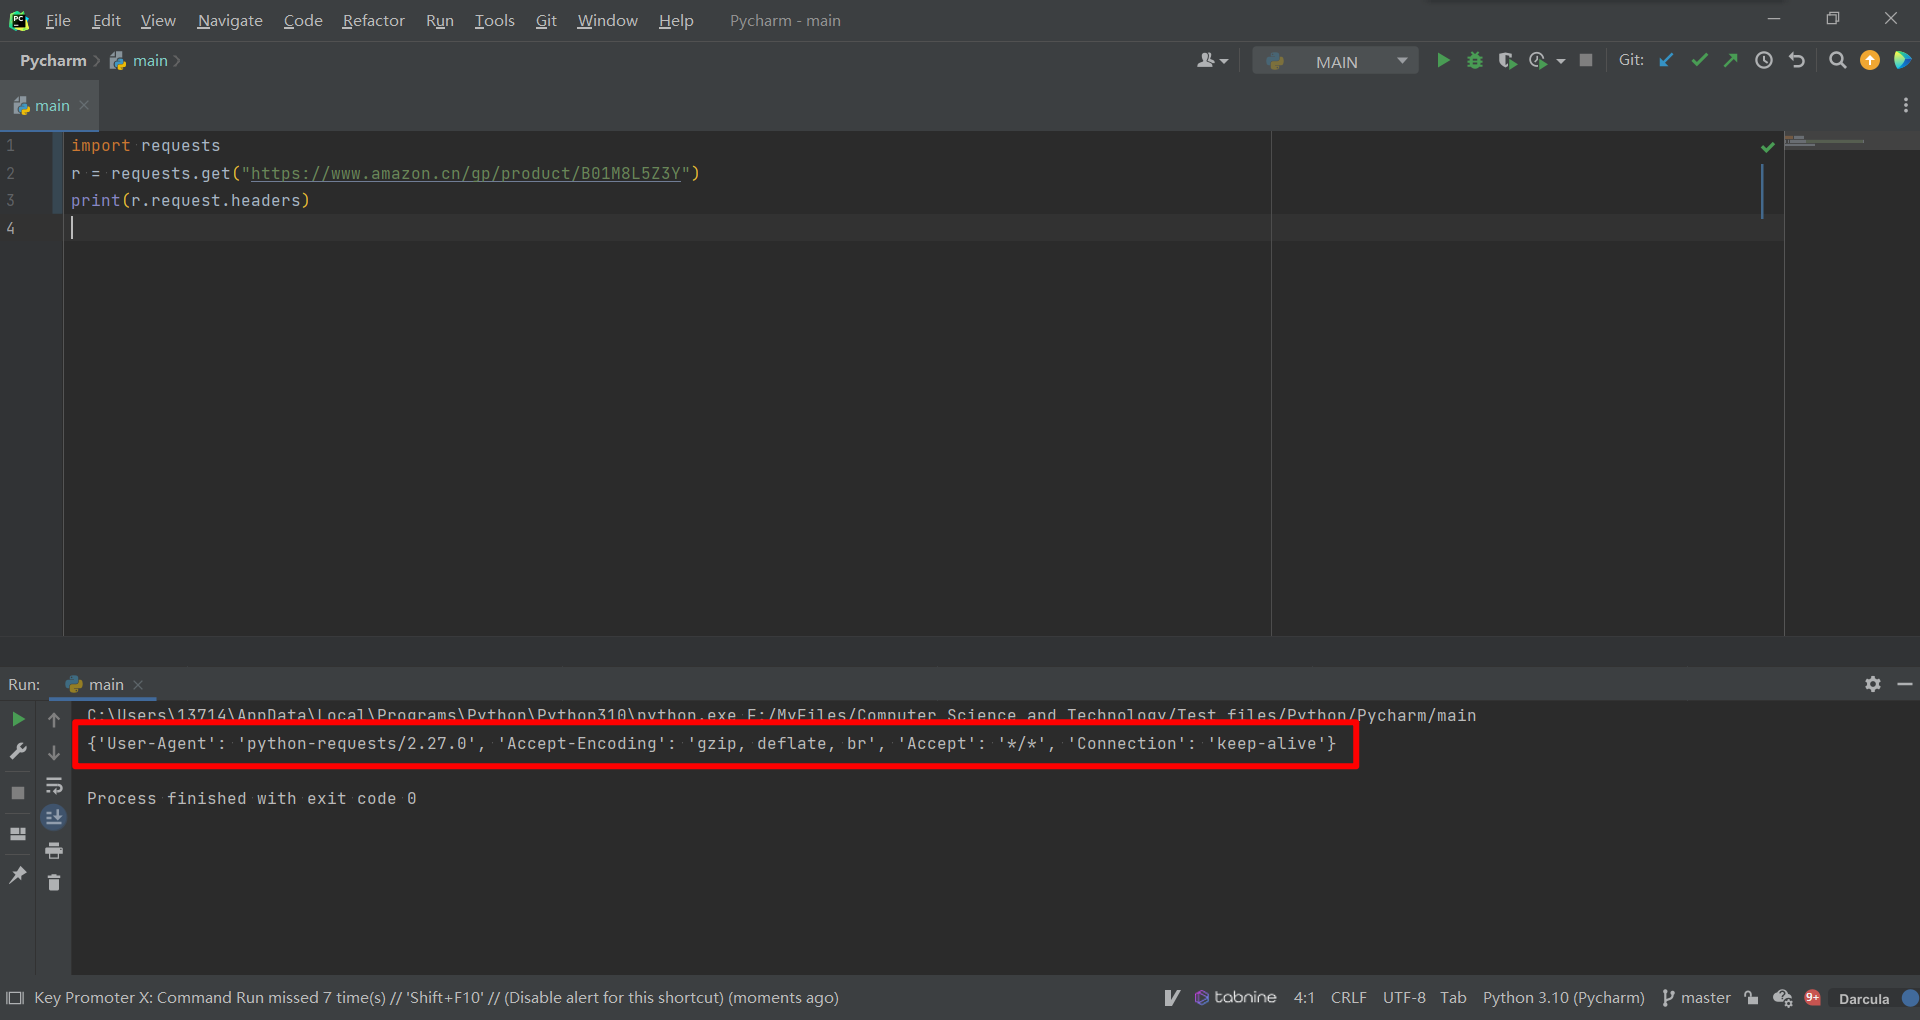 PC File Edit View Navigate Code Refactor Run Tools Git Window Help Pycharm - main
Pycharm main MAIN Git:
main
1 import requests
2 r = requests.get("https://www.amazon.cn/gp/product/B01M8L5Z3Y")
3 print(r.request.headers)
4
Run: main
C:\Users\13714\AppData\Local\Programs\Python\Python310\python.exe E:/MyFiles/Computer Science and Technology/Test files/Python/Pycharm/main
{'User-Agent': 'python-requests/2.27.0', 'Accept-Encoding': 'gzip, deflate, br', 'Accept': '*/*', 'Connection': 'keep-alive'}
Process finished with exit code 0
Key Promoter X: Command Run missed 7 time(s) // 'Shift+F10' // (Disable alert for this shortcut) (moments ago) tabnine 4:1 CRLF UTF-8 Tab Python 3.10 (Pycharm) master 9+ Darcula